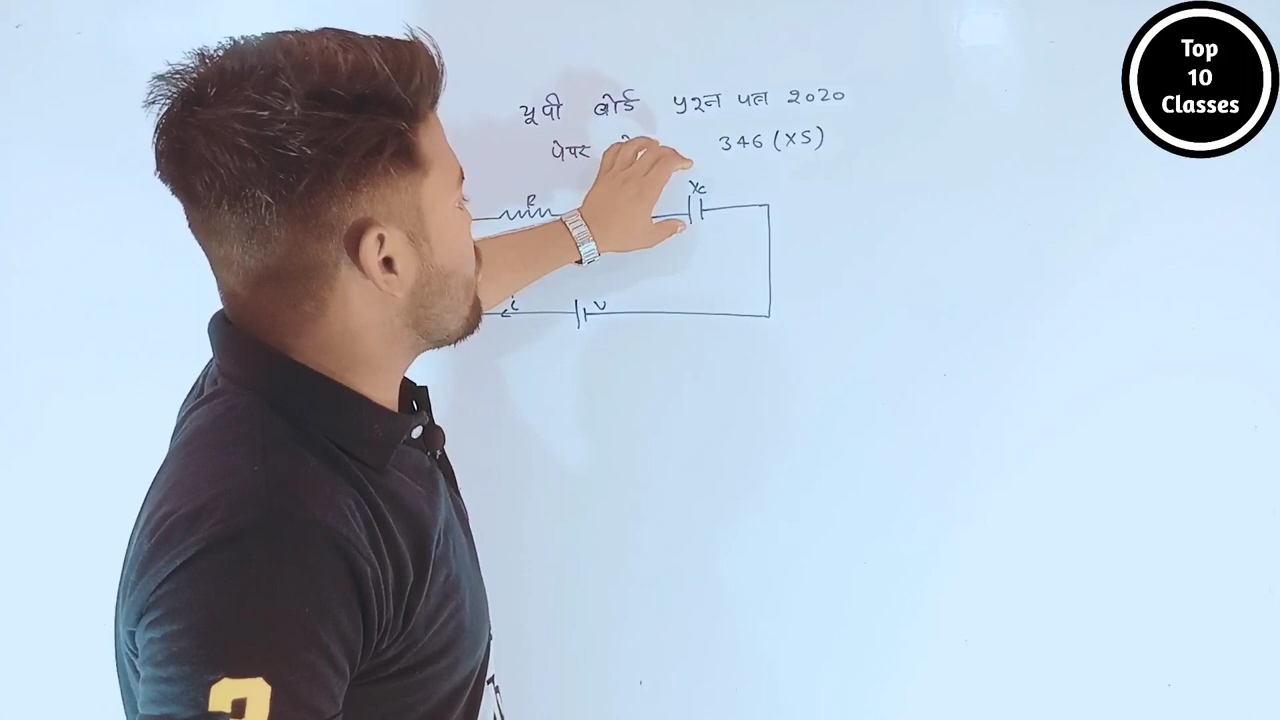 Top
10
Classes
यूपी बोर्ड प्रश्न पत्र 2020
पेपर 346 (XS)
R
Xc
i
V